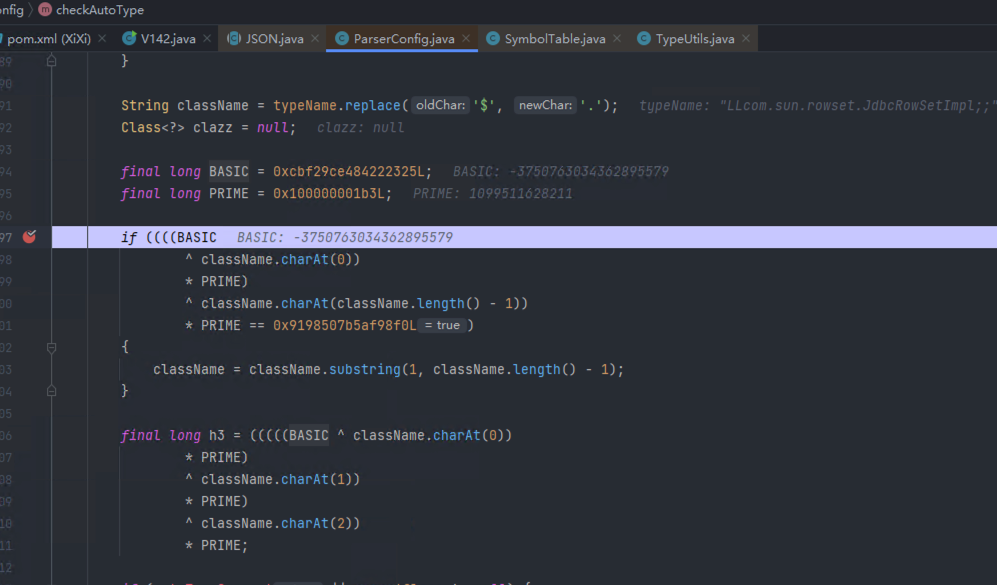 onfig 〉 m checkAutoType
pom.xml (XiXi) × V142.java × JSON.java × ParserConfig.java × SymbolTable.java × TypeUtils.java ×
89 }
90
91 String className = typeName.replace( oldChar: '$', newChar: '.'); typeName: "LLcom.sun.rowset.JdbcRowSetImpl;;"
92 Class<?> clazz = null; clazz: null
93
94 final long BASIC = 0xcbf29ce484222325L; BASIC: -3750763034362895579
95 final long PRIME = 0x100000001b3L; PRIME: 1099511628211
96
97 if ((((BASIC BASIC: -3750763034362895579
98 ^ className.charAt(0))
99 * PRIME)
00 ^ className.charAt(className.length() - 1))
01 * PRIME == 0x9198507b5af98f0L = true )
02 {
03 className = className.substring(1, className.length() - 1);
04 }
05
06 final long h3 = (((((BASIC ^ className.charAt(0))
07 * PRIME)
08 ^ className.charAt(1))
09 * PRIME)
10 ^ className.charAt(2))
11 * PRIME;
12